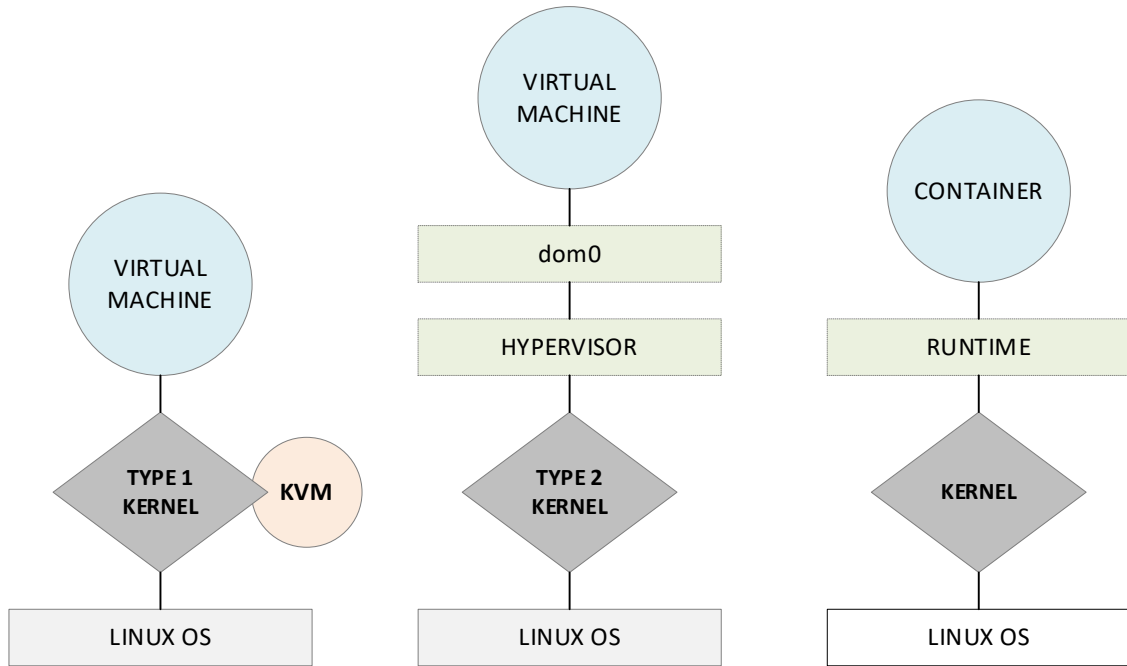 VIRTUAL
MACHINE
TYPE 1
KERNEL
KVM
LINUX OS
VIRTUAL
MACHINE
dom0
HYPERVISOR
TYPE 2
KERNEL
LINUX OS
CONTAINER
RUNTIME
KERNEL
LINUX OS